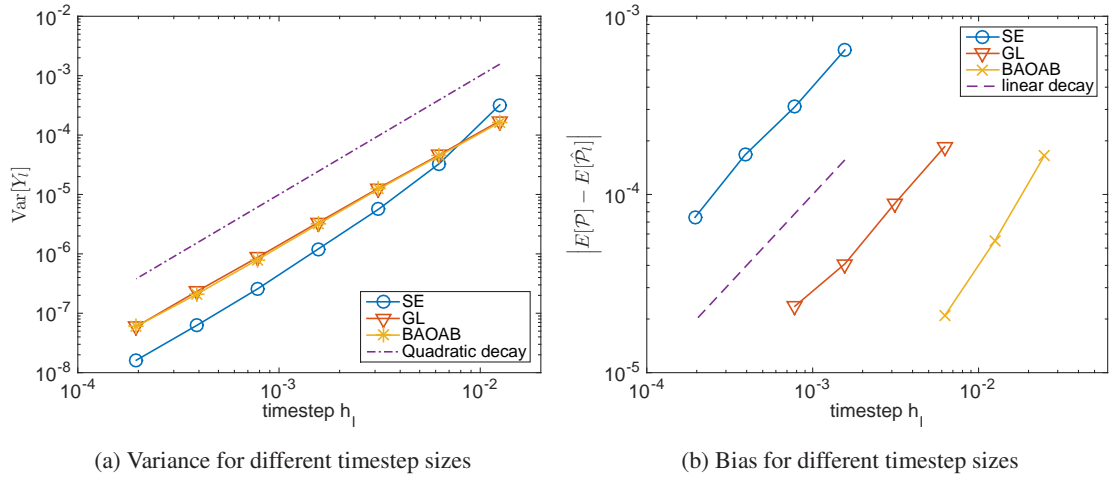 10^-2
10^-3
10^-4
10^-5
10^-6
10^-7
10^-8
Var[Y_l]
SE
GL
BAOAB
Quadratic decay
10^-4 10^-3 10^-2
timestep h_l
(a) Variance for different timestep sizes
10^-3
10^-4
10^-5
|E[𝒫] − E[𝒫̂_l]|
SE
GL
BAOAB
linear decay
10^-4 10^-3 10^-2
timestep h_l
(b) Bias for different timestep sizes